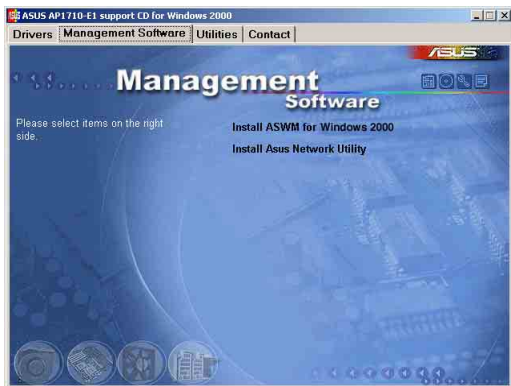 ASUS AP1710-E1 support CD for Windows 2000
Drivers Management Software Utilities Contact
ASUS
Management
Software
Please select items on the right
side.
Install ASWM for Windows 2000
Install Asus Network Utility